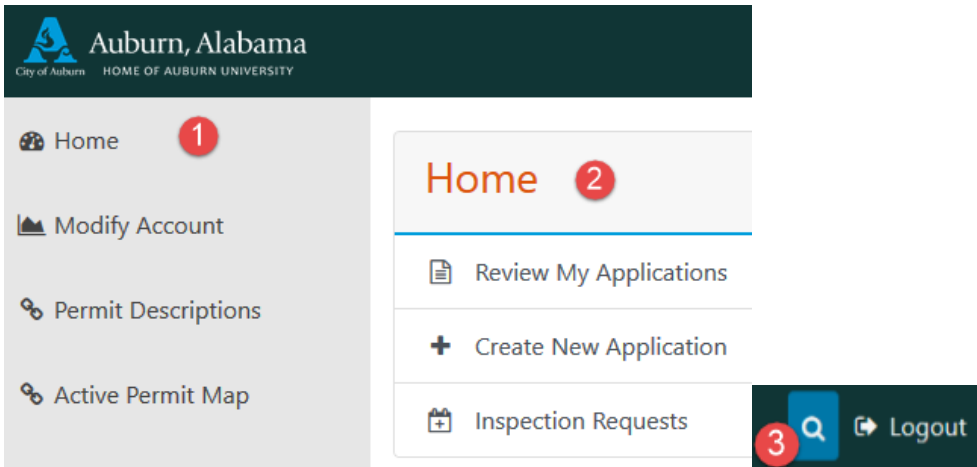 Auburn, Alabama
City of Auburn HOME OF AUBURN UNIVERSITY
Home 1
Modify Account
Permit Descriptions
Active Permit Map
Home 2
Review My Applications
Create New Application
Inspection Requests
3 Logout